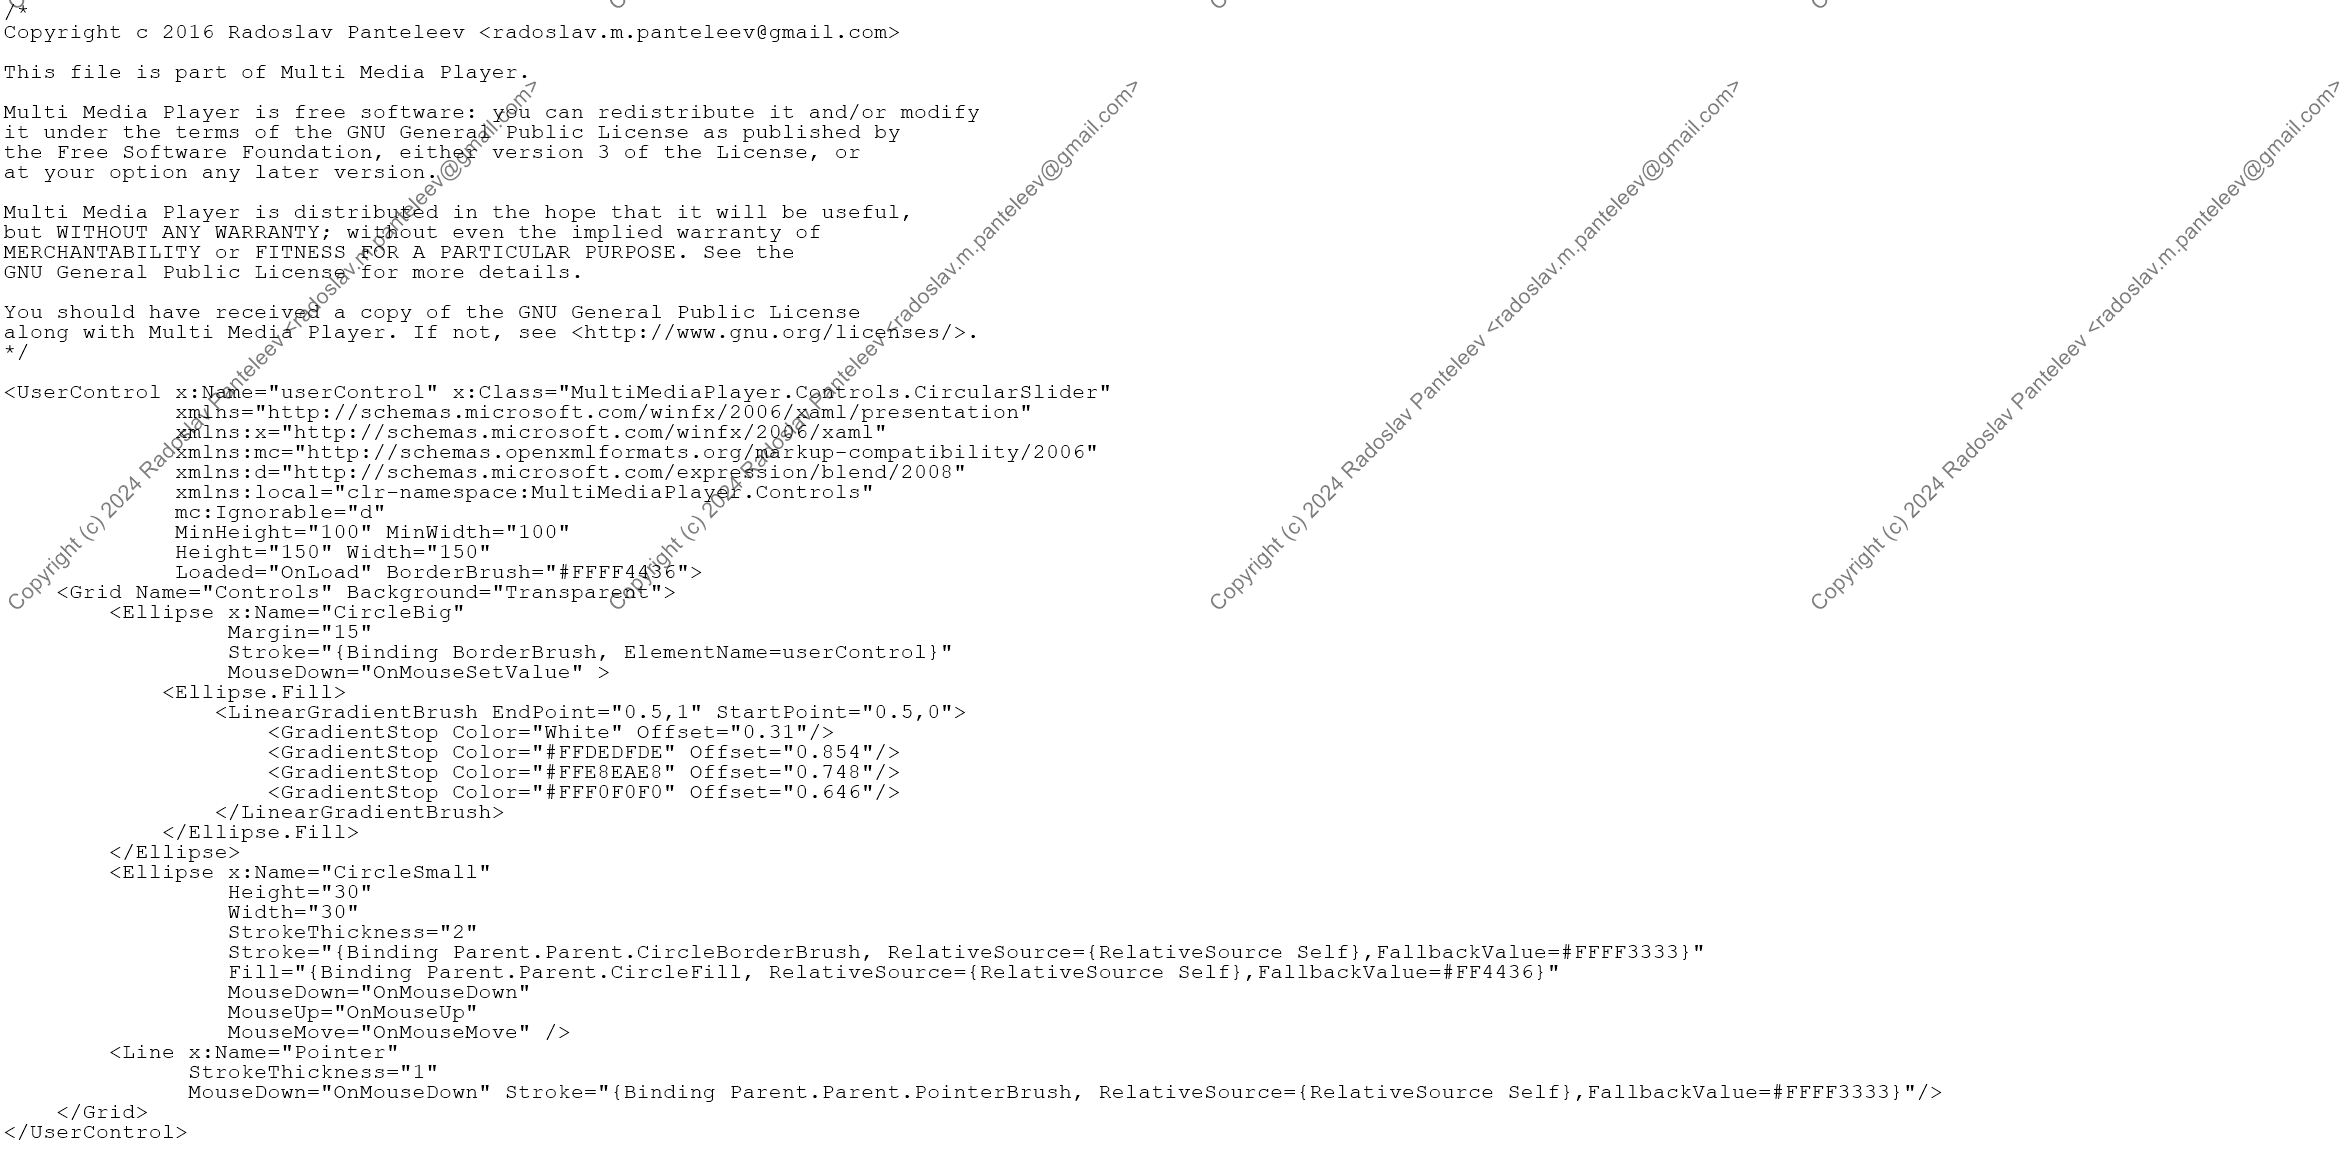 /*
Copyright c 2016 Radoslav Panteleev <radoslav.m.panteleev@gmail.com>

This file is part of Multi Media Player.

Multi Media Player is free software: you can redistribute it and/or modify
it under the terms of the GNU General Public License as published by
the Free Software Foundation, either version 3 of the License, or
at your option any later version.

Multi Media Player is distributed in the hope that it will be useful,
but WITHOUT ANY WARRANTY; without even the implied warranty of
MERCHANTABILITY or FITNESS FOR A PARTICULAR PURPOSE. See the
GNU General Public License for more details.

You should have received a copy of the GNU General Public License
along with Multi Media Player. If not, see <http://www.gnu.org/licenses/>.
*/

<UserControl x:Name="userControl" x:Class="MultiMediaPlayer.Controls.CircularSlider"
             xmlns="http://schemas.microsoft.com/winfx/2006/xaml/presentation"
             xmlns:x="http://schemas.microsoft.com/winfx/2006/xaml"
             xmlns:mc="http://schemas.openxmlformats.org/markup-compatibility/2006"
             xmlns:d="http://schemas.microsoft.com/expression/blend/2008"
             xmlns:local="clr-namespace:MultiMediaPlayer.Controls"
             mc:Ignorable="d"
             MinHeight="100" MinWidth="100"
             Height="150" Width="150"
             Loaded="OnLoad" BorderBrush="#FFFF4436">
    <Grid Name="Controls" Background="Transparent">
        <Ellipse x:Name="CircleBig"
                 Margin="15"
                 Stroke="{Binding BorderBrush, ElementName=userControl}"
                 MouseDown="OnMouseSetValue" >
            <Ellipse.Fill>
                <LinearGradientBrush EndPoint="0.5,1" StartPoint="0.5,0">
                    <GradientStop Color="White" Offset="0.31"/>
                    <GradientStop Color="#FFDEDFDE" Offset="0.854"/>
                    <GradientStop Color="#FFE8EAE8" Offset="0.748"/>
                    <GradientStop Color="#FFF0F0F0" Offset="0.646"/>
                </LinearGradientBrush>
            </Ellipse.Fill>
        </Ellipse>
        <Ellipse x:Name="CircleSmall"
                 Height="30"
                 Width="30"
                 StrokeThickness="2"
                 Stroke="{Binding Parent.Parent.CircleBorderBrush, RelativeSource={RelativeSource Self},FallbackValue=#FFFF3333}"
                 Fill="{Binding Parent.Parent.CircleFill, RelativeSource={RelativeSource Self},FallbackValue=#FF4436}"
                 MouseDown="OnMouseDown"
                 MouseUp="OnMouseUp"
                 MouseMove="OnMouseMove" />
        <Line x:Name="Pointer"
              StrokeThickness="1"
              MouseDown="OnMouseDown" Stroke="{Binding Parent.Parent.PointerBrush, RelativeSource={RelativeSource Self},FallbackValue=#FFFF3333}"/>
    </Grid>
</UserControl>
Copyright (c) 2024 Radoslav Panteleev <radoslav.m.panteleev@gmail.com>
Copyright (c) 2024 Radoslav Panteleev <radoslav.m.panteleev@gmail.com>
Copyright (c) 2024 Radoslav Panteleev <radoslav.m.panteleev@gmail.com>
Copyright (c) 2024 Radoslav Panteleev <radoslav.m.panteleev@gmail.com>